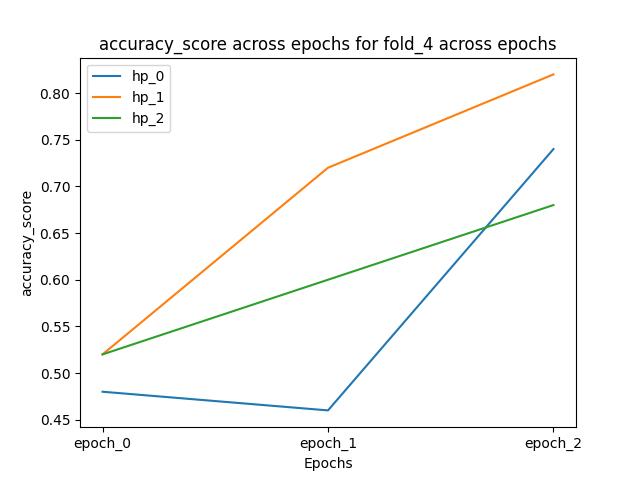 accuracy_score across epochs for fold_4 across epochs
hp_0
hp_1
hp_2
accuracy_score
0.80
0.75
0.70
0.65
0.60
0.55
0.50
0.45
epoch_0 epoch_1 epoch_2
Epochs